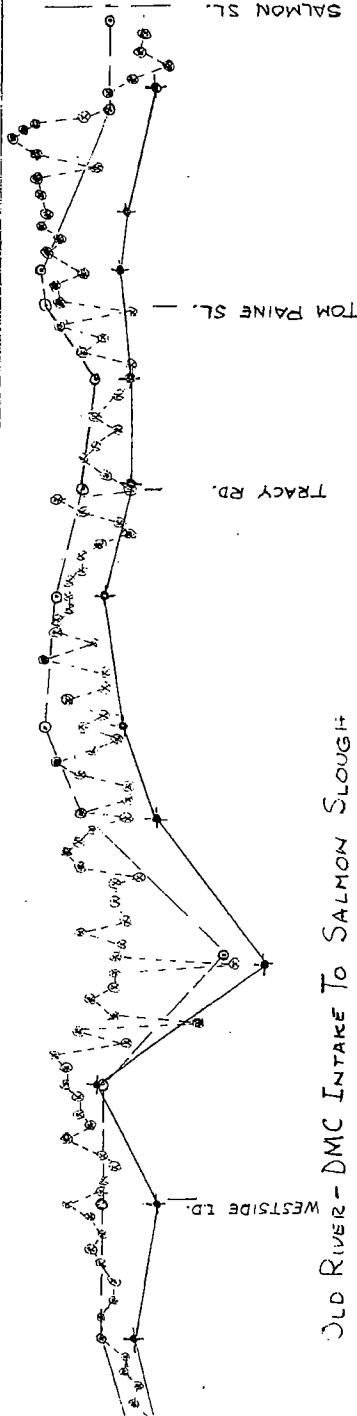 SALMON SL.
TOM PAINE SL.
TRACY RD.
WESTSIDE I.D.
OLD RIVER - DMC INTAKE TO SALMON SLOUGH